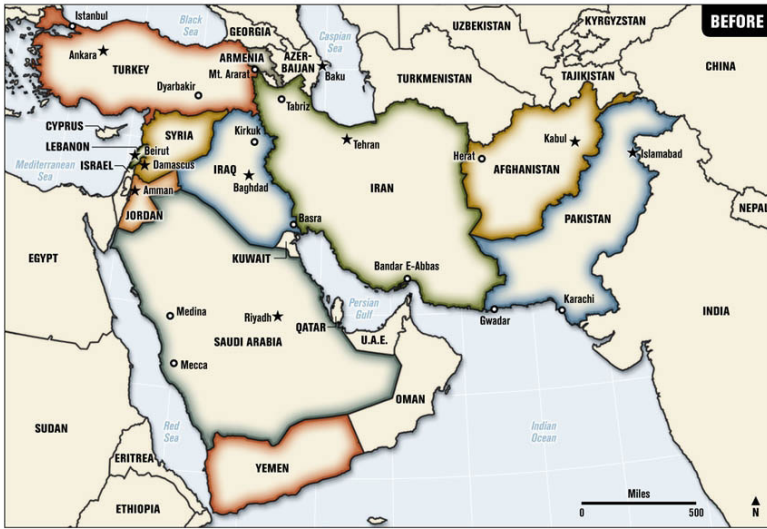 BEFORE
Istanbul
Black
Sea
GEORGIA
Caspian
Sea
UZBEKISTAN
KYRGYZSTAN
Ankara
TURKEY
ARMENIA
Mt. Ararat
AZER-
BAIJAN
Baku
TURKMENISTAN
TAJIKISTAN
CHINA
Dyarbakir
Tabriz
CYPRUS
SYRIA
Kirkuk
Tehran
Kabul
Islamabad
LEBANON
Beirut
Mediterranean
Sea
ISRAEL
Damascus
IRAQ
Baghdad
Herat
AFGHANISTAN
Amman
IRAN
JORDAN
Basra
PAKISTAN
NEPAL
EGYPT
KUWAIT
Bandar E-Abbas
Medina
Riyadh
Persian
Gulf
QATAR
Gwadar
Karachi
INDIA
SAUDI ARABIA
U.A.E.
Mecca
OMAN
SUDAN
Red
Sea
Indian
Ocean
ERITREA
YEMEN
ETHIOPIA
Miles
0
500
N